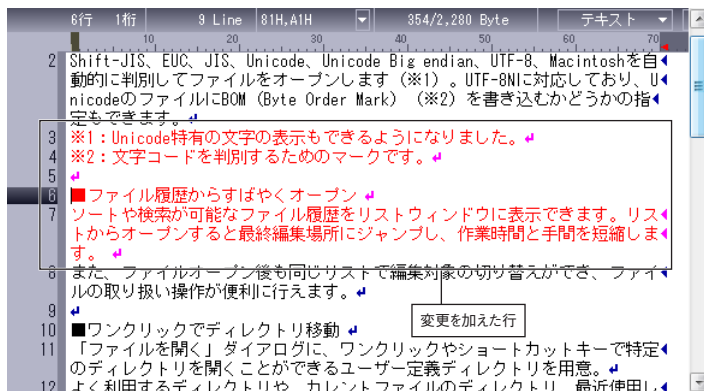 6行 1桁 9 Line 81H,A1H 354/2,280 Byte テキスト
10 20 30 40 50 60 70
2 Shift-JIS、EUC、JIS、Unicode、Unicode Big endian、UTF-8、Macintoshを自
動的に判別してファイルをオープンします（※1）。UTF-8Nに対応しており、U
nicodeのファイルにBOM (Byte Order Mark) （※2）を書き込むかどうかの指
定もできます。
3 ※1：Unicode特有の文字の表示もできるようになりました。
4 ※2：文字コードを判別するためのマークです。
5
6 ■ファイル履歴からすばやくオープン
7 ソートや検索が可能なファイル履歴をリストウィンドウに表示できます。リス
トからオープンすると最終編集場所にジャンプし、作業時間と手間を短縮しま
す。
8 また、ファイルオープン後も同じリストで編集対象の切り替えができ、ファイ
ルの取り扱い操作が便利に行えます。
9
変更を加えた行
10 ■ワンクリックでディレクトリ移動
11 「ファイルを開く」ダイアログに、ワンクリックやショートカットキーで特定
のディレクトリを開くことができるユーザー定義ディレクトリを用意。
12 よく利用するディレクトリや、カレントファイルのディレクトリ、最近使用し